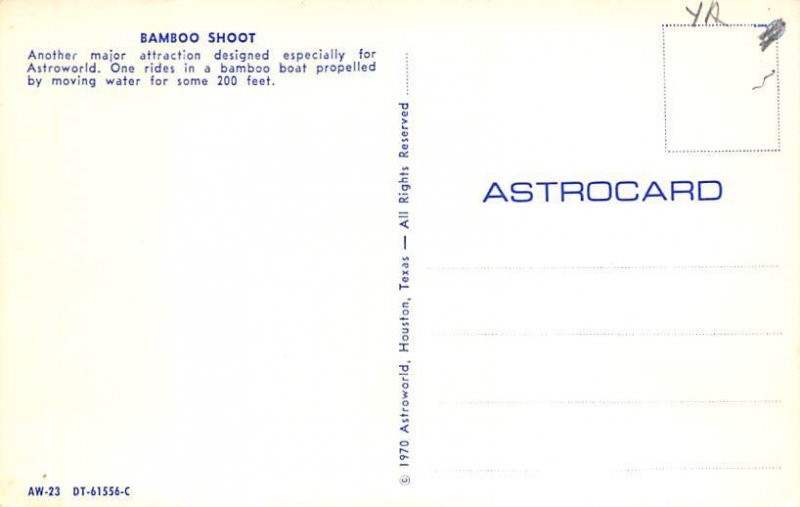 BAMBOO SHOOT
Another major attraction designed especially for
Astroworld. One rides in a bamboo boat propelled
by moving water for some 200 feet.
© 1970 Astroworld, Houston, Texas — All Rights Reserved
YA
ASTROCARD
AW-23 DT-61556-C